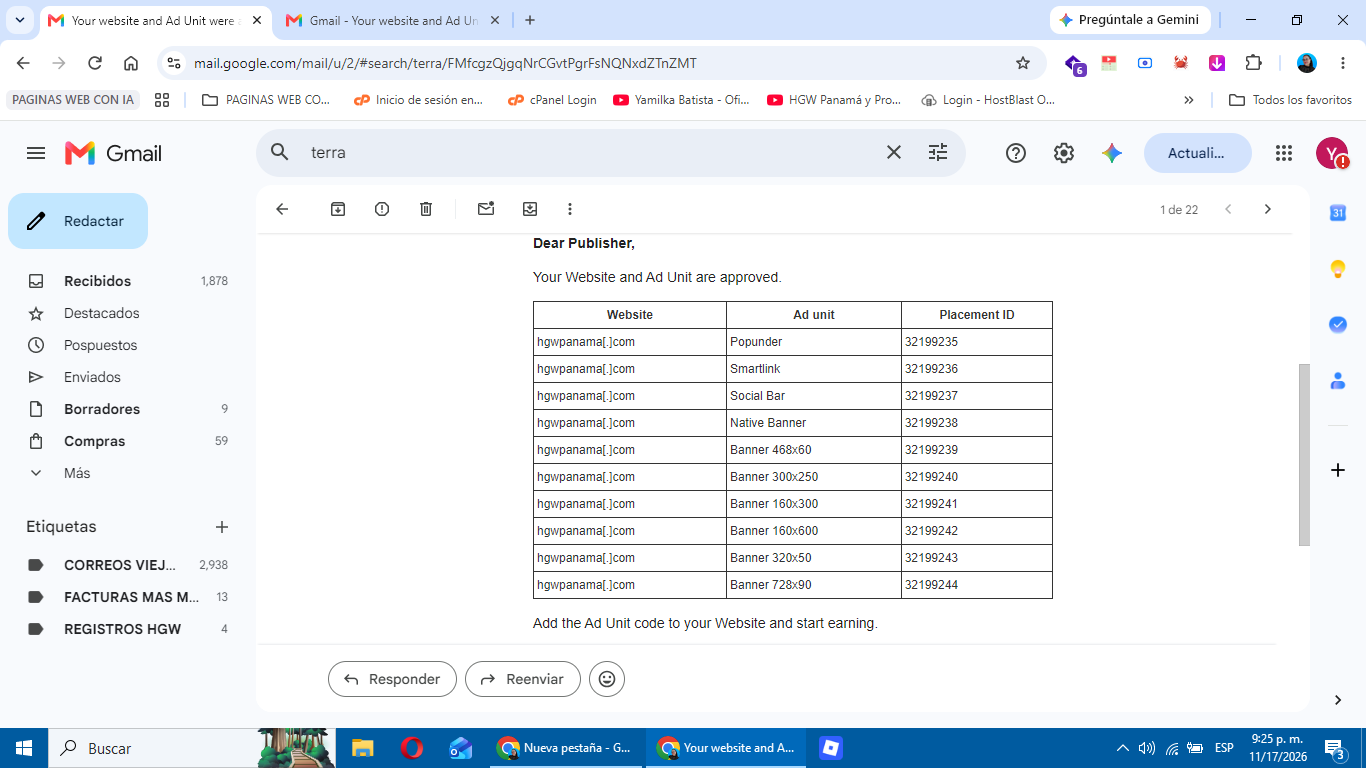 Your website and Ad Unit were a
Gmail - Your website and Ad Un
Pregúntale a Gemini
mail.google.com/mail/u/2/#search/terra/FMfcgzQjgqNrCGvtPgrFsNQNxdZTnZMT
6
PAGINAS WEB CON IA
PAGINAS WEB CO...
Inicio de sesión en...
cPanel Login
Yamilka Batista - Ofi...
HGW Panamá y Pro...
Login - HostBlast O...
Todos los favoritos
Gmail
terra
Actuali...
Y
Redactar
1 de 22
31
Recibidos 1,878
Destacados
Pospuestos
Enviados
Borradores 9
Compras 59
Más
Etiquetas
CORREOS VIEJ... 2,938
FACTURAS MAS M... 13
REGISTROS HGW 4
Dear Publisher,
Your Website and Ad Unit are approved.
Website Ad unit Placement ID
hgwpanama[.]com Popunder 32199235
hgwpanama[.]com Smartlink 32199236
hgwpanama[.]com Social Bar 32199237
hgwpanama[.]com Native Banner 32199238
hgwpanama[.]com Banner 468x60 32199239
hgwpanama[.]com Banner 300x250 32199240
hgwpanama[.]com Banner 160x300 32199241
hgwpanama[.]com Banner 160x600 32199242
hgwpanama[.]com Banner 320x50 32199243
hgwpanama[.]com Banner 728x90 32199244
Add the Ad Unit code to your Website and start earning.
Responder
Reenviar
Buscar
Nueva pestaña - G...
Your website and A...
ESP
9:25 p. m.
11/17/2026
3